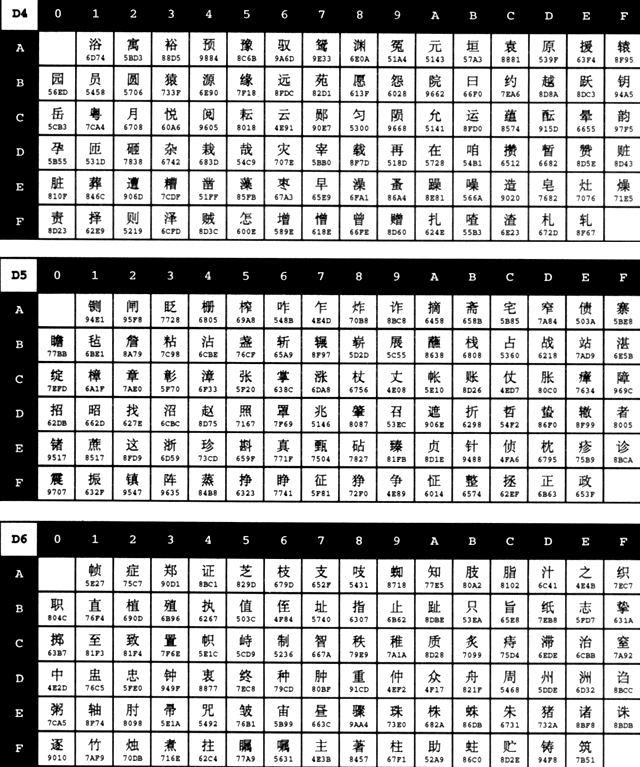 D4 0 1 2 3 4 5 6 7 8 9 A B C D E F
A 浴 寓 裕 预 豫 驭 鸳 渊 冤 元 垣 袁 原 援 辕
6D74 5BD3 88D5 9884 8C6B 9A6D 9E33 6E0A 51A4 5143 57A3 8881 539F 63F4 8F95
B 园 员 圆 猿 源 缘 远 苑 愿 怨 院 曰 约 越 跃 钥
56ED 5458 5706 733F 6E90 7F18 8FDC 82D1 613F 6028 9662 66F0 7EA6 8D8A 8DC3 94A5
C 岳 粤 月 悦 阅 耘 云 郧 匀 陨 允 运 蕴 酝 晕 韵
5CB3 7CA4 6708 60A6 9605 8018 4E91 90E7 5300 9668 5141 8FD0 8574 915D 6655 97F5
D 孕 匝 砸 杂 栽 哉 灾 宰 载 再 在 咱 攒 暂 赞 赃
5B55 531D 7838 6742 683D 54C9 707E 5BB0 8F7D 518D 5728 54B1 6512 6682 8D5E 8D43
E 脏 葬 遭 糟 凿 藻 枣 早 澡 蚤 躁 噪 造 皂 灶 燥
810F 846C 906D 7CDF 51FF 85FB 67A3 65E9 6FA1 86A4 8E81 566A 9020 7682 7076 71E5
F 责 择 则 泽 贼 怎 增 憎 曾 赠 扎 喳 渣 札 轧
8D23 62E9 5219 6CFD 8D3C 600E 589E 618E 66FE 8D60 624E 55B3 6E23 672D 8F67
D5 0 1 2 3 4 5 6 7 8 9 A B C D E F
A 铡 闸 眨 栅 榨 咋 乍 炸 诈 摘 斋 宅 窄 债 寨
94E1 95F8 7728 6805 69A8 548B 4E4D 70B8 8BC8 6458 658B 5B85 7A84 503A 5BE8
B 瞻 毡 詹 粘 沾 盏 斩 辗 崭 展 蘸 栈 占 战 站 湛
77BB 6BE1 8A79 7C98 6CBE 76CF 65A9 8F97 5D2D 5C55 8638 6808 5360 6218 7AD9 6E5B
C 绽 樟 章 彰 漳 张 掌 涨 杖 丈 帐 账 仗 胀 瘴 障
7EFD 6A1F 7AE0 5F70 6F33 5F20 638C 6DA8 6756 4E08 5E10 8D26 4ED7 80C0 7634 969C
D 招 昭 找 沼 赵 照 罩 兆 肇 召 遮 折 哲 蛰 辙 者
62DB 662D 627E 6CBC 8D75 7167 7F69 5146 8087 53EC 906E 6298 54F2 86F0 8F99 8005
E 锗 蔗 这 浙 珍 斟 真 甄 砧 臻 贞 针 侦 枕 疹 诊
9517 8517 8FD9 6D59 73CD 659F 771F 7504 7827 81FB 8D1E 9488 4FA6 6795 75B9 8BCA
F 震 振 镇 阵 蒸 挣 睁 征 狰 争 怔 整 拯 正 政
9707 632F 9547 9635 84B8 6323 7741 5F81 72F0 4E89 6014 6574 62EF 6B63 653F
D6 0 1 2 3 4 5 6 7 8 9 A B C D E F
A 帧 症 郑 证 芝 枝 支 吱 蜘 知 肢 脂 汁 之 织
5E27 75C7 90D1 8BC1 829D 679D 652F 5431 8718 77E5 80A2 8102 6C41 4E4B 7EC7
B 职 直 植 殖 执 值 侄 址 指 止 趾 只 旨 纸 志 挚
804C 76F4 690D 6B96 6267 503C 4F84 5740 6307 6B62 8DBE 53EA 65E8 7EB8 5FD7 631A
C 掷 至 致 置 帜 峙 制 智 秩 稚 质 炙 痔 滞 治 窒
63B7 81F3 81F4 7F6E 5E1C 5CD9 5236 667A 79E9 7A1A 8D28 7099 75D4 6EDE 6CBB 7A92
D 中 盅 忠 钟 衷 终 种 肿 重 仲 众 舟 周 州 洲 诌
4E2D 76C5 5FE0 949F 8877 7EC8 79CD 80BF 91CD 4EF2 4F17 821F 5468 5DDE 6D32 8BCC
E 粥 轴 肘 帚 咒 皱 宙 昼 骤 珠 株 蛛 朱 猪 诸 诛
7CA5 8F74 8098 5E1A 5492 76B1 5B99 663C 9AA4 73E0 682A 86DB 6731 732A 8BF8 8BDB
F 逐 竹 烛 煮 拄 瞩 嘱 主 著 柱 助 蛀 贮 铸 筑
9010 7AF9 70DB 716E 62C4 77A9 5631 4E3B 8457 67F1 52A9 86C0 8D2E 94F8 7B51